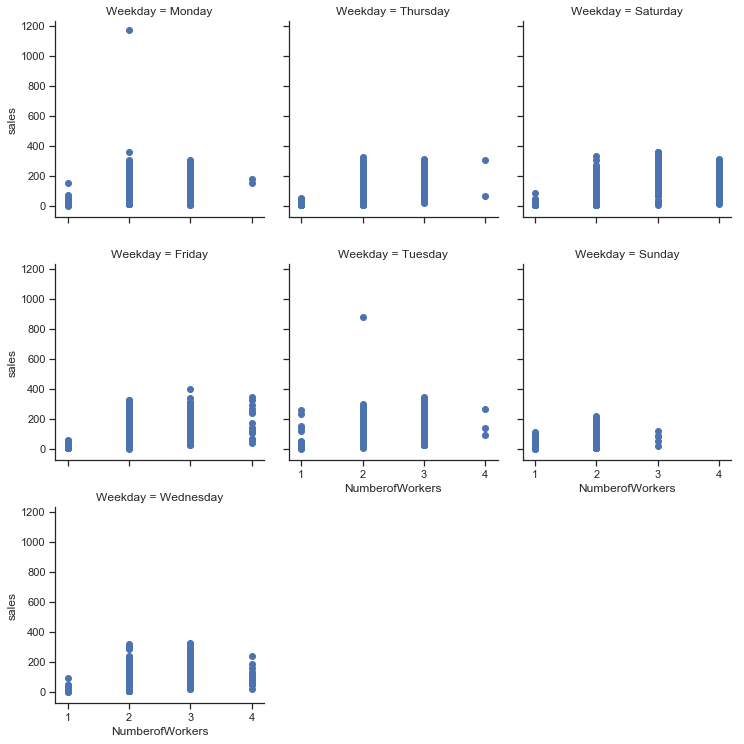 Weekday = Monday
Weekday = Thursday
Weekday = Saturday
1200
1000
800
600
400
200
0
sales
Weekday = Friday
Weekday = Tuesday
Weekday = Sunday
1200
1000
800
600
400
200
0
sales
1 2 3 4
NumberofWorkers
1 2 3 4
NumberofWorkers
Weekday = Wednesday
1200
1000
800
600
400
200
0
sales
1 2 3 4
NumberofWorkers